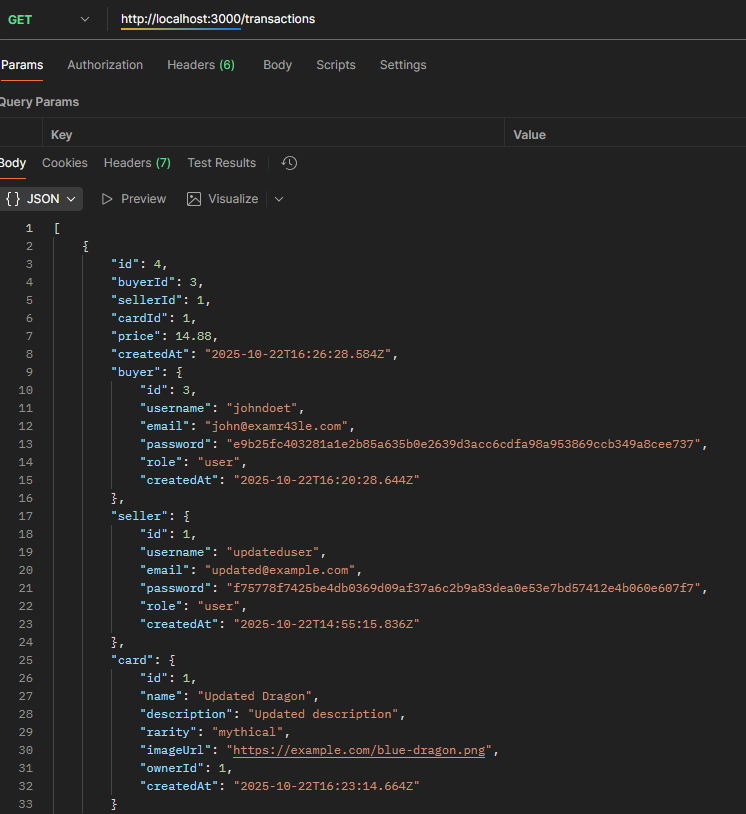 GET http://localhost:3000/transactions
Params Authorization Headers (6) Body Scripts Settings
Query Params
Key Value
Body Cookies Headers (7) Test Results
{} JSON Preview Visualize
1 [
2 {
3 "id": 4,
4 "buyerId": 3,
5 "sellerId": 1,
6 "cardId": 1,
7 "price": 14.88,
8 "createdAt": "2025-10-22T16:26:28.584Z",
9 "buyer": {
10 "id": 3,
11 "username": "johndoet",
12 "email": "john@examr43le.com",
13 "password": "e9b25fc403281a1e2b85a635b0e2639d3acc6cdfa98a953869ccb349a8cee737",
14 "role": "user",
15 "createdAt": "2025-10-22T16:20:28.644Z"
16 },
17 "seller": {
18 "id": 1,
19 "username": "updateduser",
20 "email": "updated@example.com",
21 "password": "f75778f7425be4db0369d09af37a6c2b9a83dea0e53e7bd57412e4b060e607f7",
22 "role": "user",
23 "createdAt": "2025-10-22T14:55:15.836Z"
24 },
25 "card": {
26 "id": 1,
27 "name": "Updated Dragon",
28 "description": "Updated description",
29 "rarity": "mythical",
30 "imageUrl": "https://example.com/blue-dragon.png",
31 "ownerId": 1,
32 "createdAt": "2025-10-22T16:23:14.664Z"
33 }